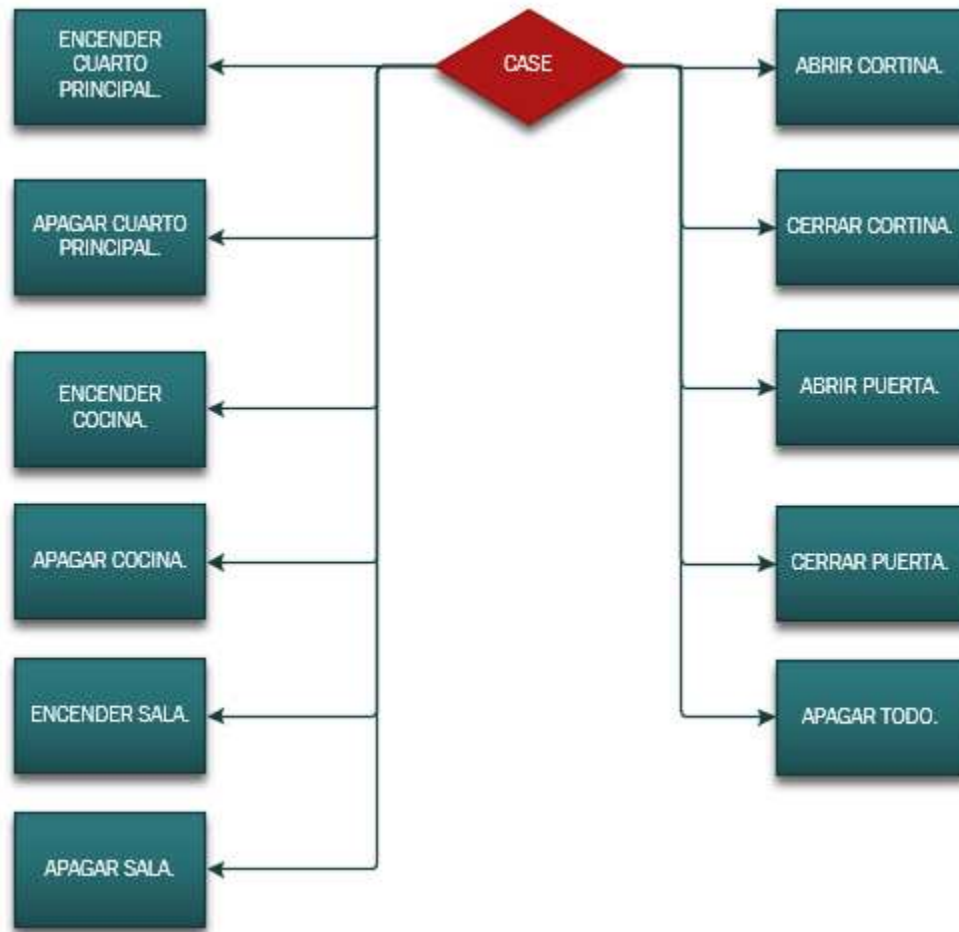 ENCENDER
CUARTO
PRINCIPAL.
CASE
ABRIR CORTINA.
APAGAR CUARTO
PRINCIPAL.
CERRAR CORTINA.
ENCENDER
COCINA.
ABRIR PUERTA.
APAGAR COCINA.
CERRAR PUERTA.
ENCENDER SALA.
APAGAR TODO.
APAGAR SALA.